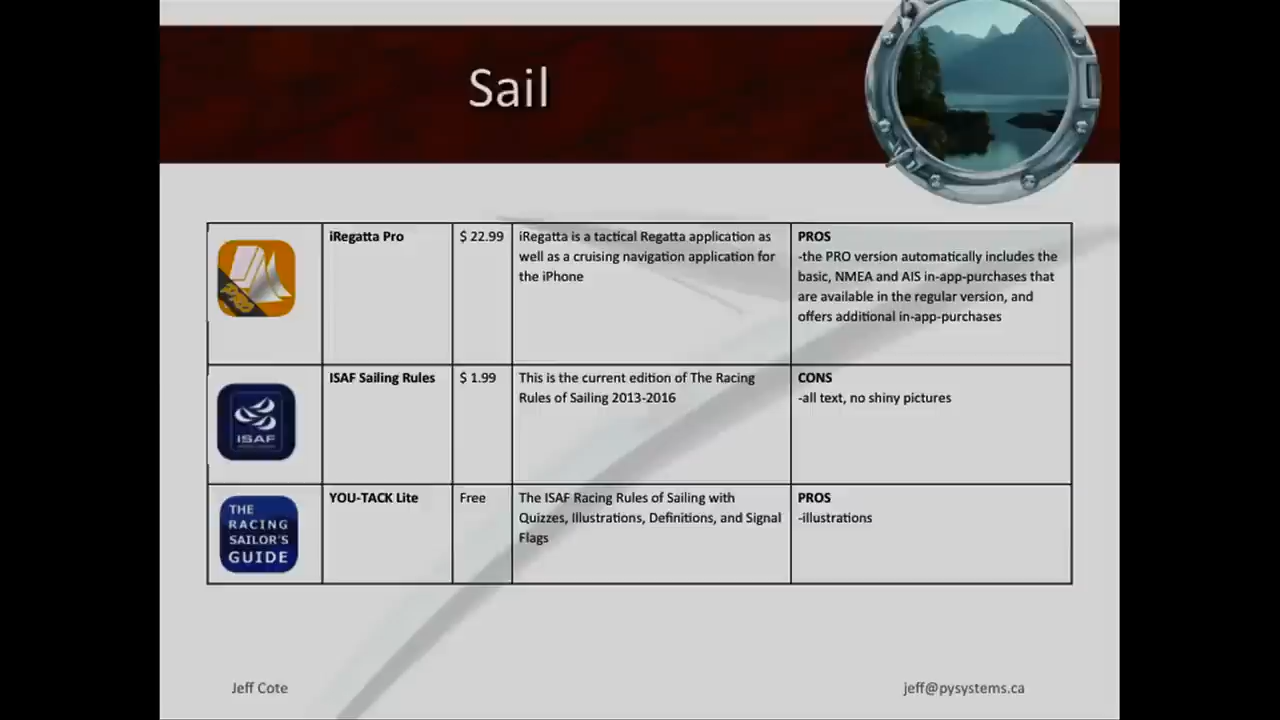 Sail
iRegatta Pro
$ 22.99
iRegatta is a tactical Regatta application as
well as a cruising navigation application for
the iPhone
PROS
-the PRO version automatically includes the
basic, NMEA and AIS in-app-purchases that
are available in the regular version, and
offers additional in-app-purchases
PRO
ISAF Sailing Rules
$ 1.99
This is the current edition of The Racing
Rules of Sailing 2013-2016
CONS
-all text, no shiny pictures
ISAF
YOU-TACK Lite
Free
The ISAF Racing Rules of Sailing with
Quizzes, Illustrations, Definitions, and Signal
Flags
PROS
-illustrations
THE
RACING
SAILOR'S
GUIDE
Jeff Cote
jeff@pysystems.ca